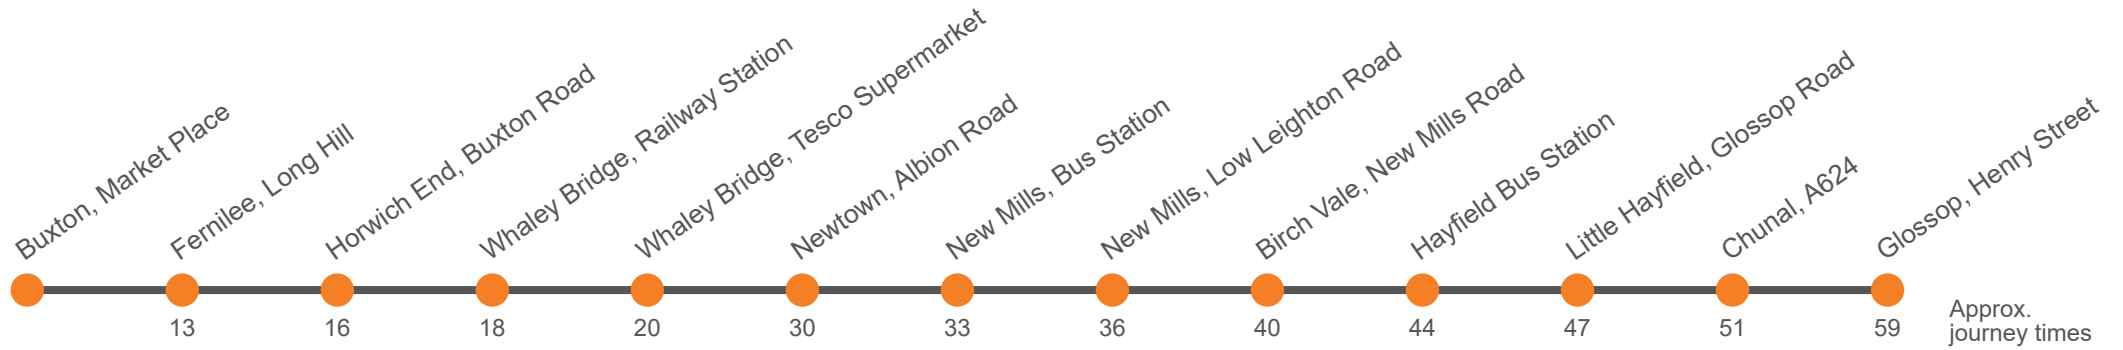 Buxton, Market Place
Fernilee, Long Hill
Horwich End, Buxton Road
Whaley Bridge, Railway Station
Whaley Bridge, Tesco Supermarket
Newtown, Albion Road
New Mills, Bus Station
New Mills, Low Leighton Road
Birch Vale, New Mills Road
Hayfield Bus Station
Little Hayfield, Glossop Road
Chunal, A624
Glossop, Henry Street
13
16
18
20
30
33
36
40
44
47
51
59
Approx.
journey times